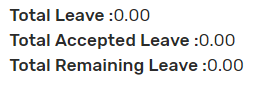 Total Leave :0.00
Total Accepted Leave :0.00
Total Remaining Leave :0.00